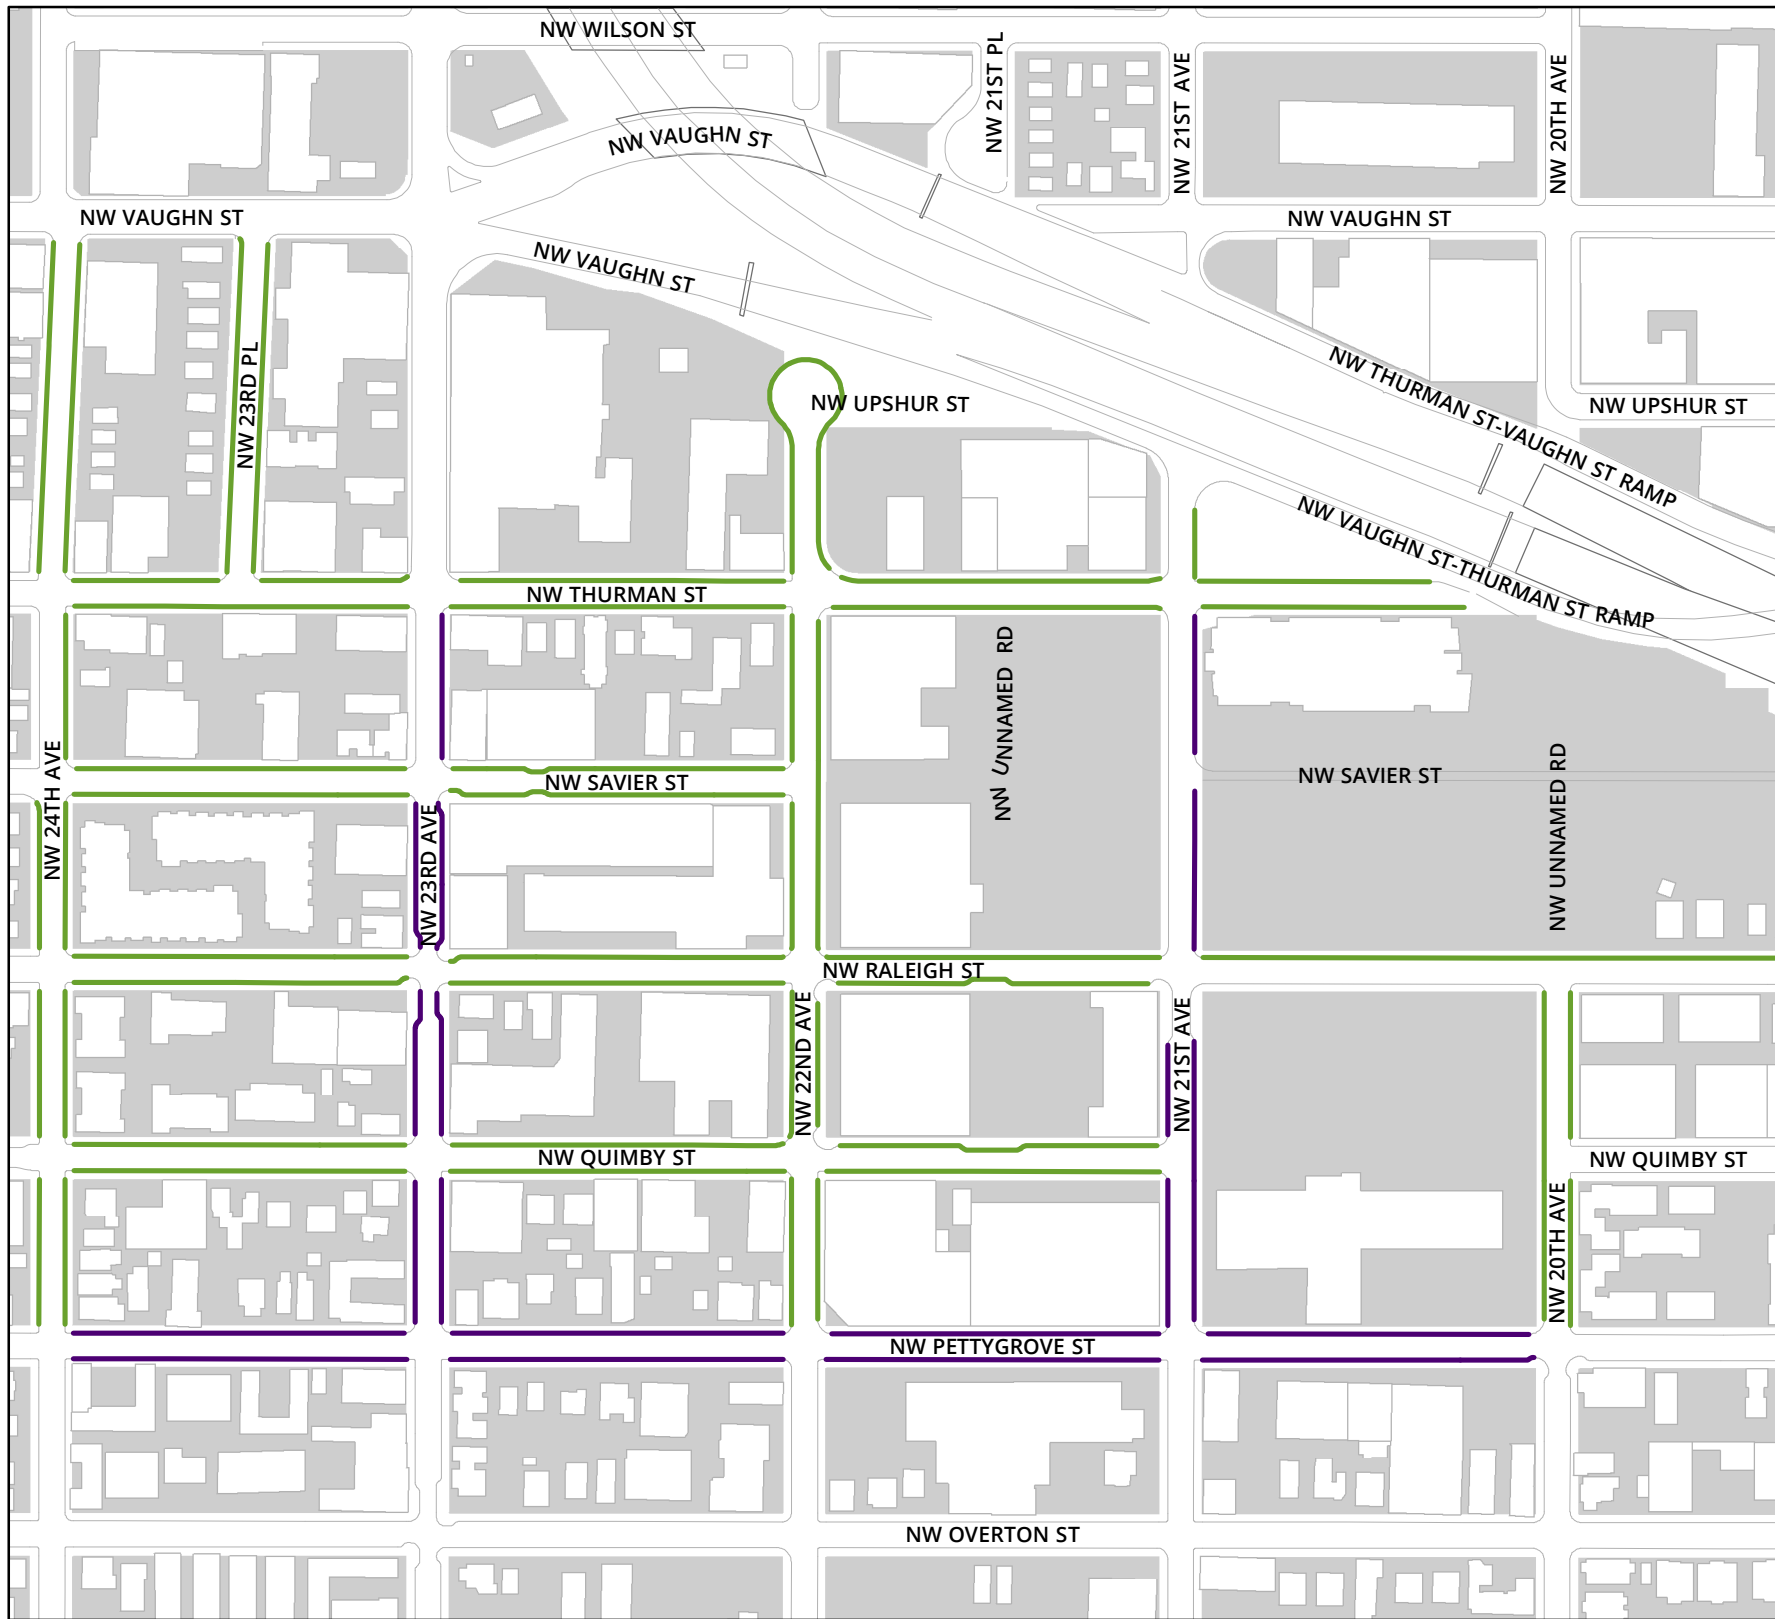 NW WILSON ST
NW 21ST PL
NW 21ST AVE
NW 20TH AVE
NW VAUGHN ST
NW VAUGHN ST
NW VAUGHN ST
NW VAUGHN ST
NW 23RD PL
NW UPSHUR ST
NW THURMAN ST-VAUGHN ST RAMP
NW UPSHUR ST
NW VAUGHN ST-THURMAN ST RAMP
NW THURMAN ST
NW UNNAMED RD
NW 24TH AVE
NW SAVIER ST
NW SAVIER ST
NW UNNAMED RD
NW 23RD AVE
NW RALEIGH ST
NW 22ND AVE
NW 21ST AVE
NW QUIMBY ST
NW QUIMBY ST
NW 20TH AVE
NW PETTYGROVE ST
NW OVERTON ST